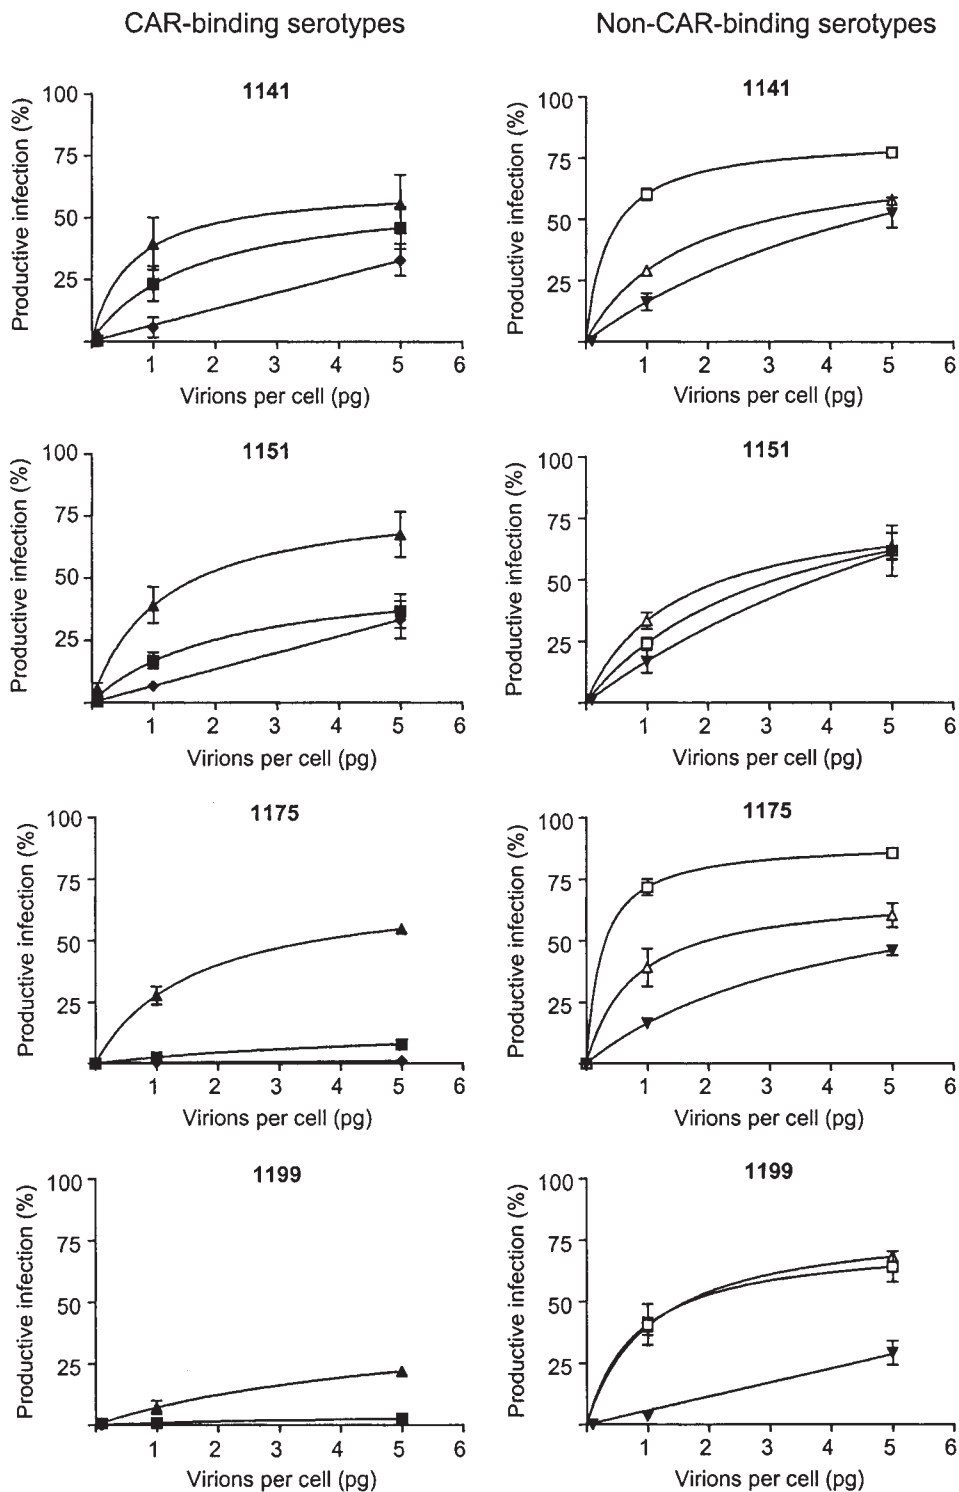 CAR-binding serotypes
Non-CAR-binding serotypes
1141
Productive infection (%)
100
75
50
25
1 2 3 4 5 6
Virions per cell (pg)
1141
Productive infection (%)
100
75
50
25
1 2 3 4 5 6
Virions per cell (pg)
1151
Productive infection (%)
100
75
50
25
1 2 3 4 5 6
Virions per cell (pg)
1151
Productive infection (%)
100
75
50
25
1 2 3 4 5 6
Virions per cell (pg)
1175
Productive infection (%)
100
75
50
25
1 2 3 4 5 6
Virions per cell (pg)
1175
Productive infection (%)
100
75
50
25
1 2 3 4 5 6
Virions per cell (pg)
1199
Productive infection (%)
100
75
50
25
1 2 3 4 5 6
Virions per cell (pg)
1199
Productive infection (%)
100
75
50
25
1 2 3 4 5 6
Virions per cell (pg)